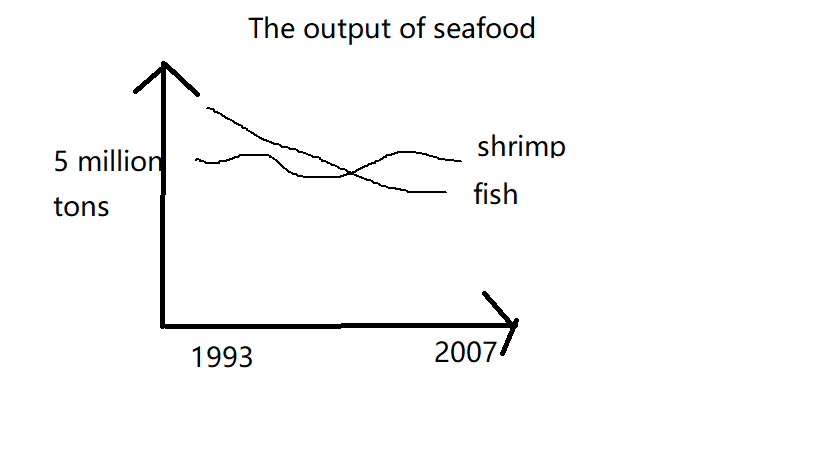 The output of seafood
5 million
tons
shrimp
fish
1993
2007